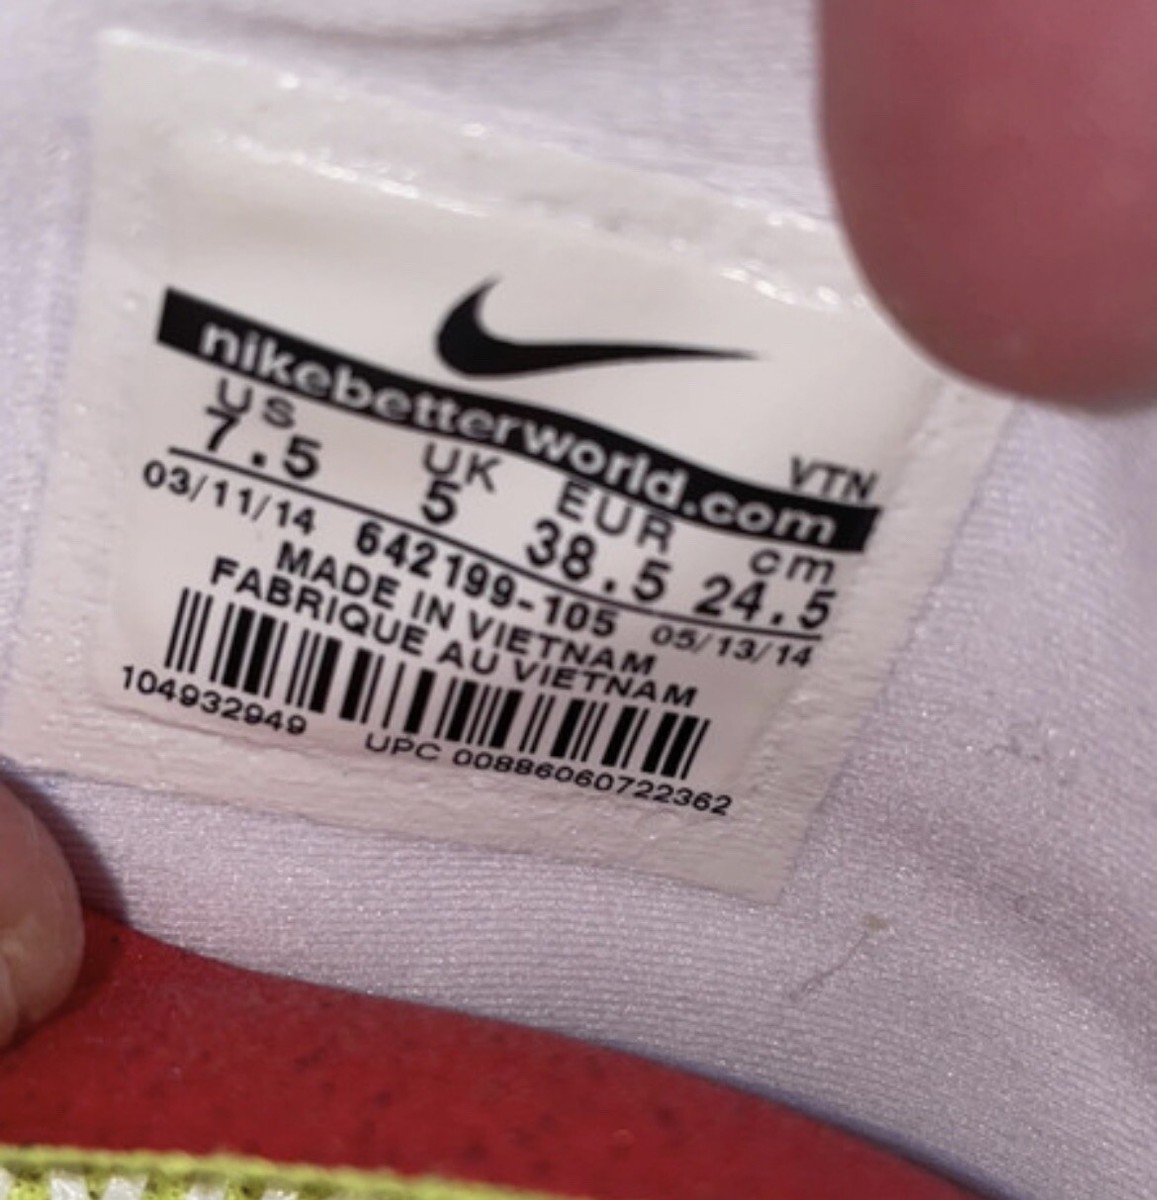 nikebetterworld.com
VTN
US UK EUR cm
7.5 5 38.5 24.5
03/11/14 642199-105 05/13/14
MADE IN VIETNAM
FABRIQUE AU VIETNAM
104932949 UPC 00886060722362